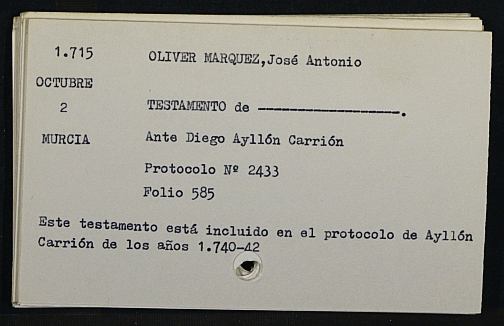 1.715 OLIVER MARQUEZ,José Antonio
OCTUBRE
2 TESTAMENTO de ------------------.
MURCIA Ante Diego Ayllón Carrión
Protocolo Nº 2433
Folio 585
Este testamento está incluido en el protocolo de Ayllón
Carrión de los años 1.740-42